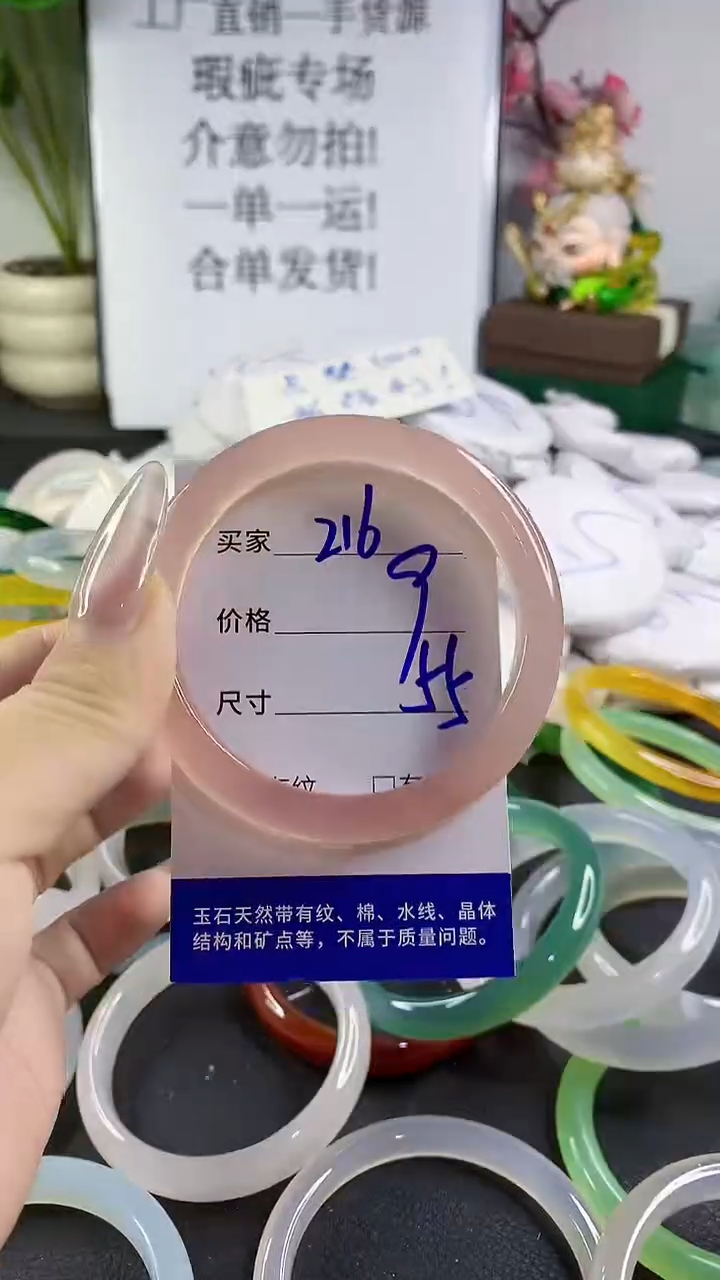 工厂直销一手货源
瑕疵专场
介意勿拍!
一单一运!
合单发货!
买家 216
价格 9
尺寸 55
玉石天然带有纹、棉、水线、晶体
结构和矿点等，不属于质量问题。